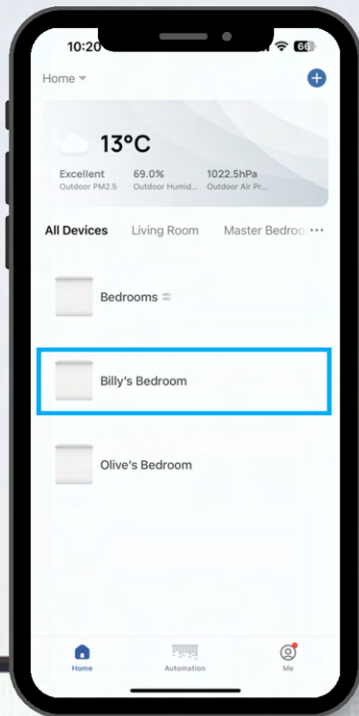 10:20 66
Home
13°C
Excellent 69.0% 1022.5hPa
Outdoor PM2.5 Outdoor Humid... Outdoor Air Pr...
All Devices Living Room Master Bedroo ...
Bedrooms
Billy's Bedroom
Olive's Bedroom
Home Automation Me